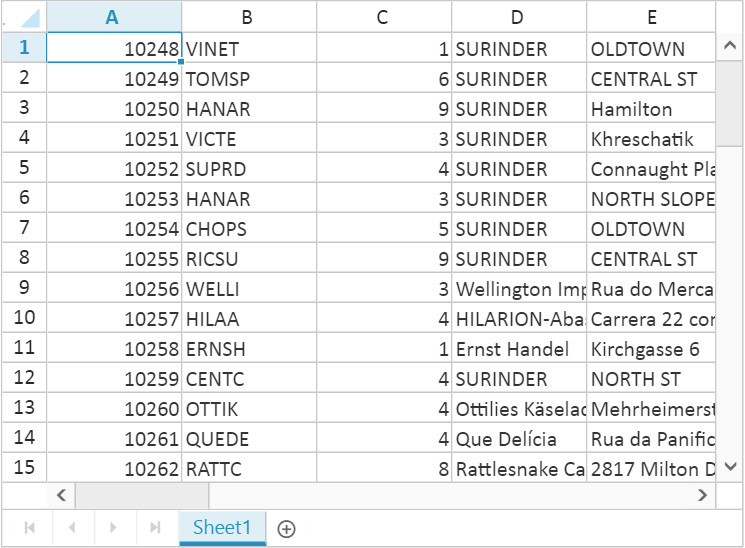 A B C D E
1 10248 VINET 1 SURINDER OLDTOWN
2 10249 TOMSP 6 SURINDER CENTRAL ST
3 10250 HANAR 9 SURINDER Hamilton
4 10251 VICTE 3 SURINDER Khreschatik
5 10252 SUPRD 4 SURINDER Connaught Pla
6 10253 HANAR 3 SURINDER NORTH SLOPE
7 10254 CHOPS 5 SURINDER OLDTOWN
8 10255 RICSU 9 SURINDER CENTRAL ST
9 10256 WELLI 3 Wellington Imp Rua do Merca
10 10257 HILAA 4 HILARION-Aba Carrera 22 con
11 10258 ERNSH 1 Ernst Handel Kirchgasse 6
12 10259 CENTC 4 SURINDER NORTH ST
13 10260 OTTIK 4 Ottilies Käselad Mehrheimerst
14 10261 QUEDE 4 Que Delícia Rua da Panific
15 10262 RATTC 8 Rattlesnake Ca 2817 Milton D
Sheet1